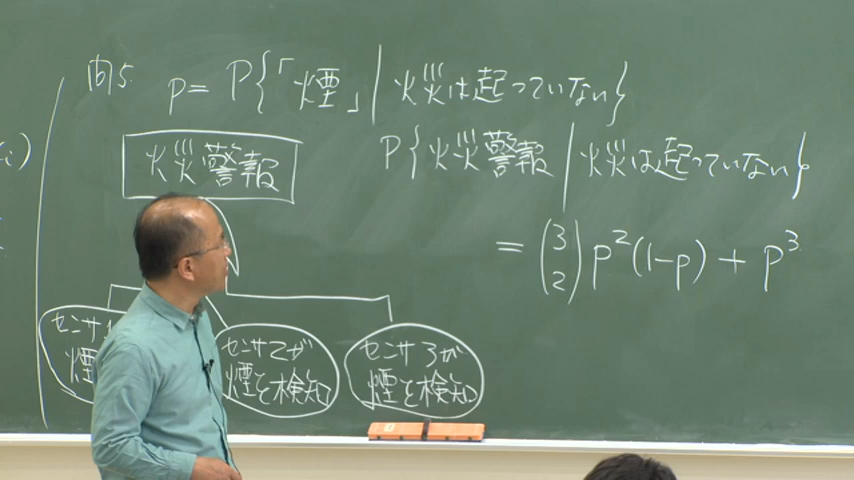 問5. p = P{「煙」| 火災は起っていない}
火災警報
P{火災警報 | 火災は起っていない}
= (3 2) p²(1-p) + p³
センサ
煙
センサ2が
煙を検知
センサ3が
煙を検知
i)